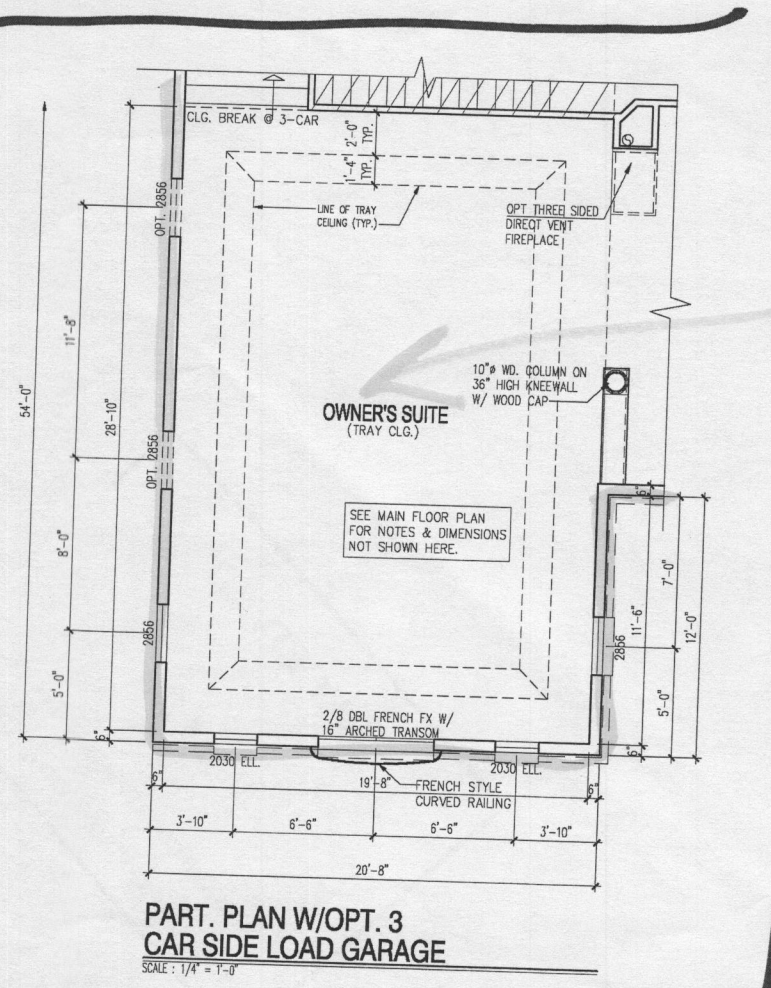 CLG. BREAK @ 3-CAR
2'-0"
TYP.
1'-4"
TYP.
OPT. 2856
LINE OF TRAY
CEILING (TYP.)
OPT THREE SIDED
DIRECT VENT
FIREPLACE
11'-8"
54'-0"
28'-10"
10"ø WD. COLUMN ON
36" HIGH KNEEWALL
W/ WOOD CAP
OWNER'S SUITE
(TRAY CLG.)
OPT. 2856
6"
SEE MAIN FLOOR PLAN
FOR NOTES & DIMENSIONS
NOT SHOWN HERE.
8'-0"
7'-0"
11'-6"
12'-0"
2856
2856
5'-0"
5'-0"
2/8 DBL FRENCH FX W/
16" ARCHED TRANSOM
6"
6"
2030 ELL.
2030 ELL.
6"
19'-8"
6"
FRENCH STYLE
CURVED RAILING
3'-10"
6'-6"
6'-6"
3'-10"
20'-8"
PART. PLAN W/OPT. 3
CAR SIDE LOAD GARAGE
SCALE : 1/4" = 1'-0"